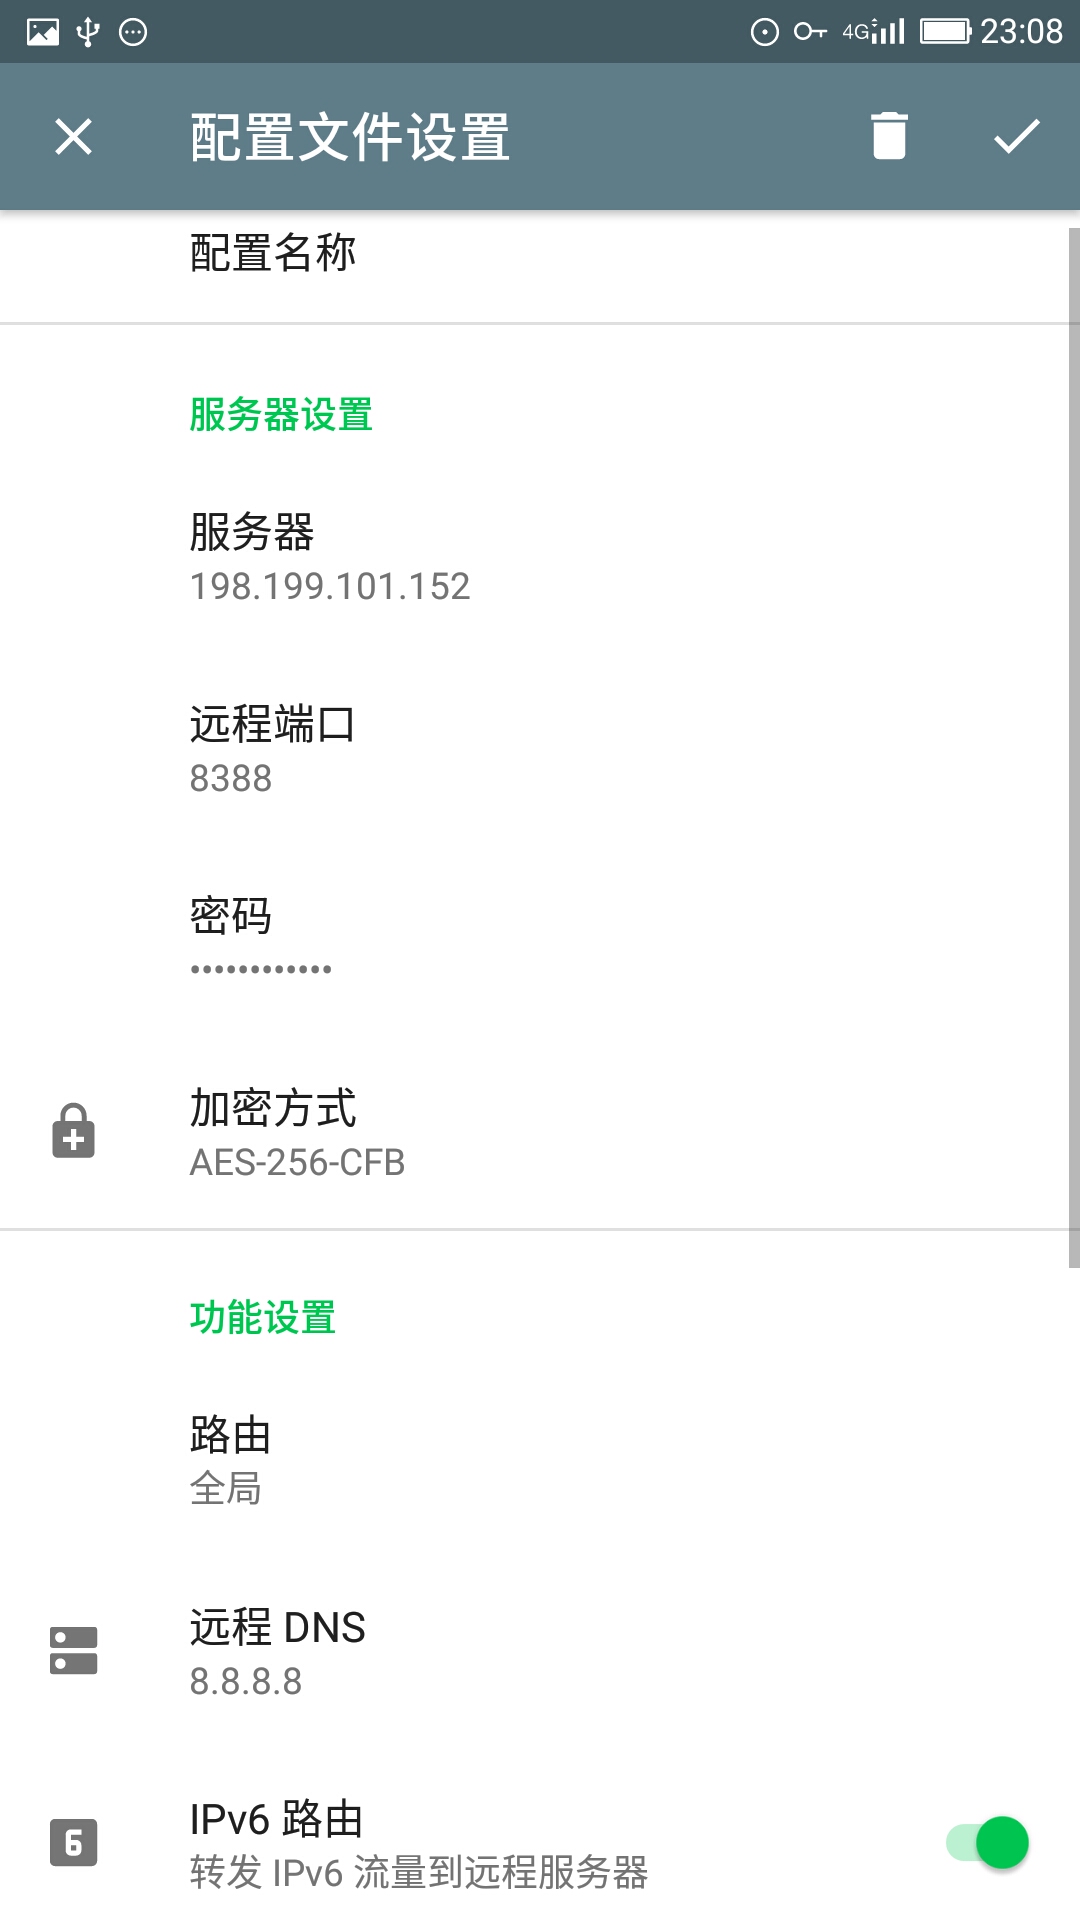 4G 23:08
配置文件设置
配置名称
服务器设置
服务器
198.199.101.152
远程端口
8388
密码
••••••••••••
加密方式
AES-256-CFB
功能设置
路由
全局
远程 DNS
8.8.8.8
IPv6 路由
6
转发 IPv6 流量到远程服务器